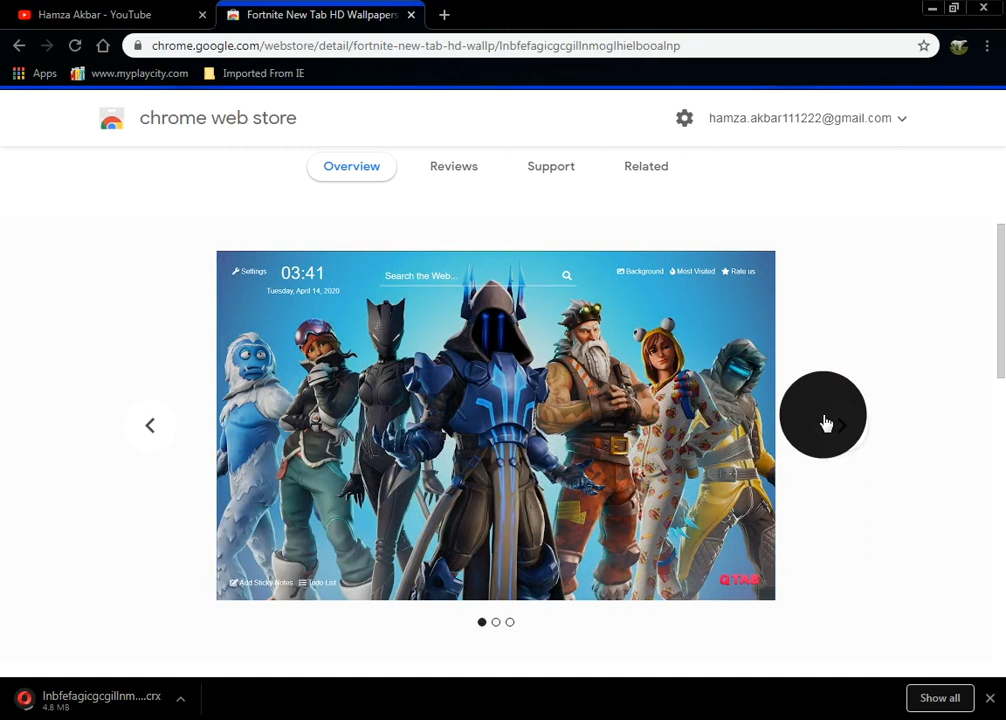 Hamza Akbar - YouTube
Fortnite New Tab HD Wallpapers
chrome.google.com/webstore/detail/fortnite-new-tab-hd-wallp/lnbfefagicgcgillnmoglhielbooalnp
Apps
www.myplaycity.com
Imported From IE
chrome web store
hamza.akbar111222@gmail.com
Overview
Reviews
Support
Related
Settings
03:41
Tuesday, April 14, 2020
Search the Web...
Background
Most Visited
Rate us
Add Sticky Notes
Todo List
QTAB
lnbfefagicgcgillnm....crx
4.8 MB
Show all